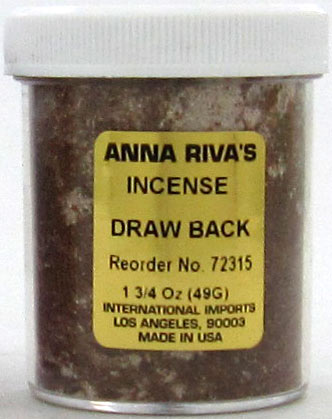 ANNA RIVA'S
INCENSE
DRAW BACK
Reorder No. 72315
1 3/4 Oz (49G)
INTERNATIONAL IMPORTS
LOS ANGELES, 90003
MADE IN USA